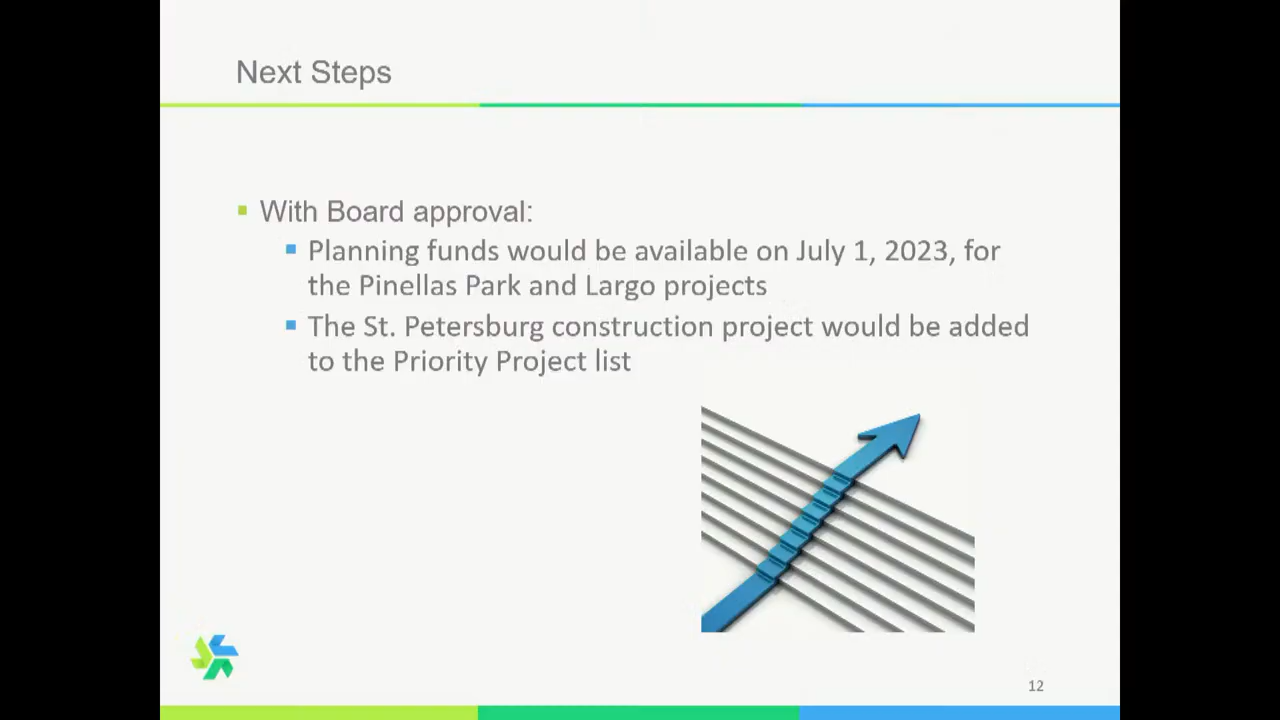 Next Steps
With Board approval:
Planning funds would be available on July 1, 2023, for
the Pinellas Park and Largo projects
The St. Petersburg construction project would be added
to the Priority Project list
12